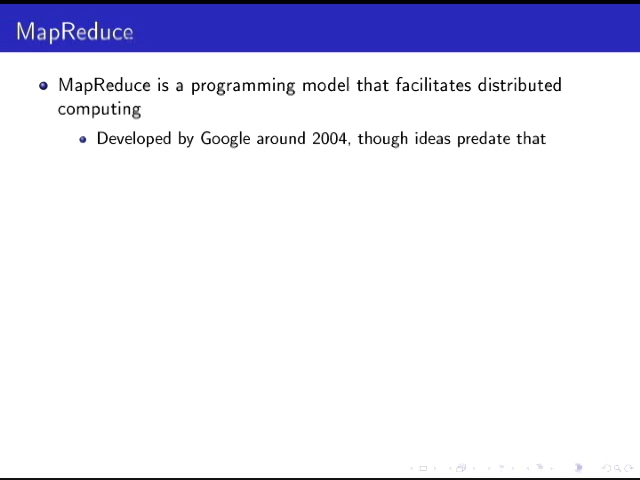 MapReduce
MapReduce is a programming model that facilitates distributed
computing
Developed by Google around 2004, though ideas predate that